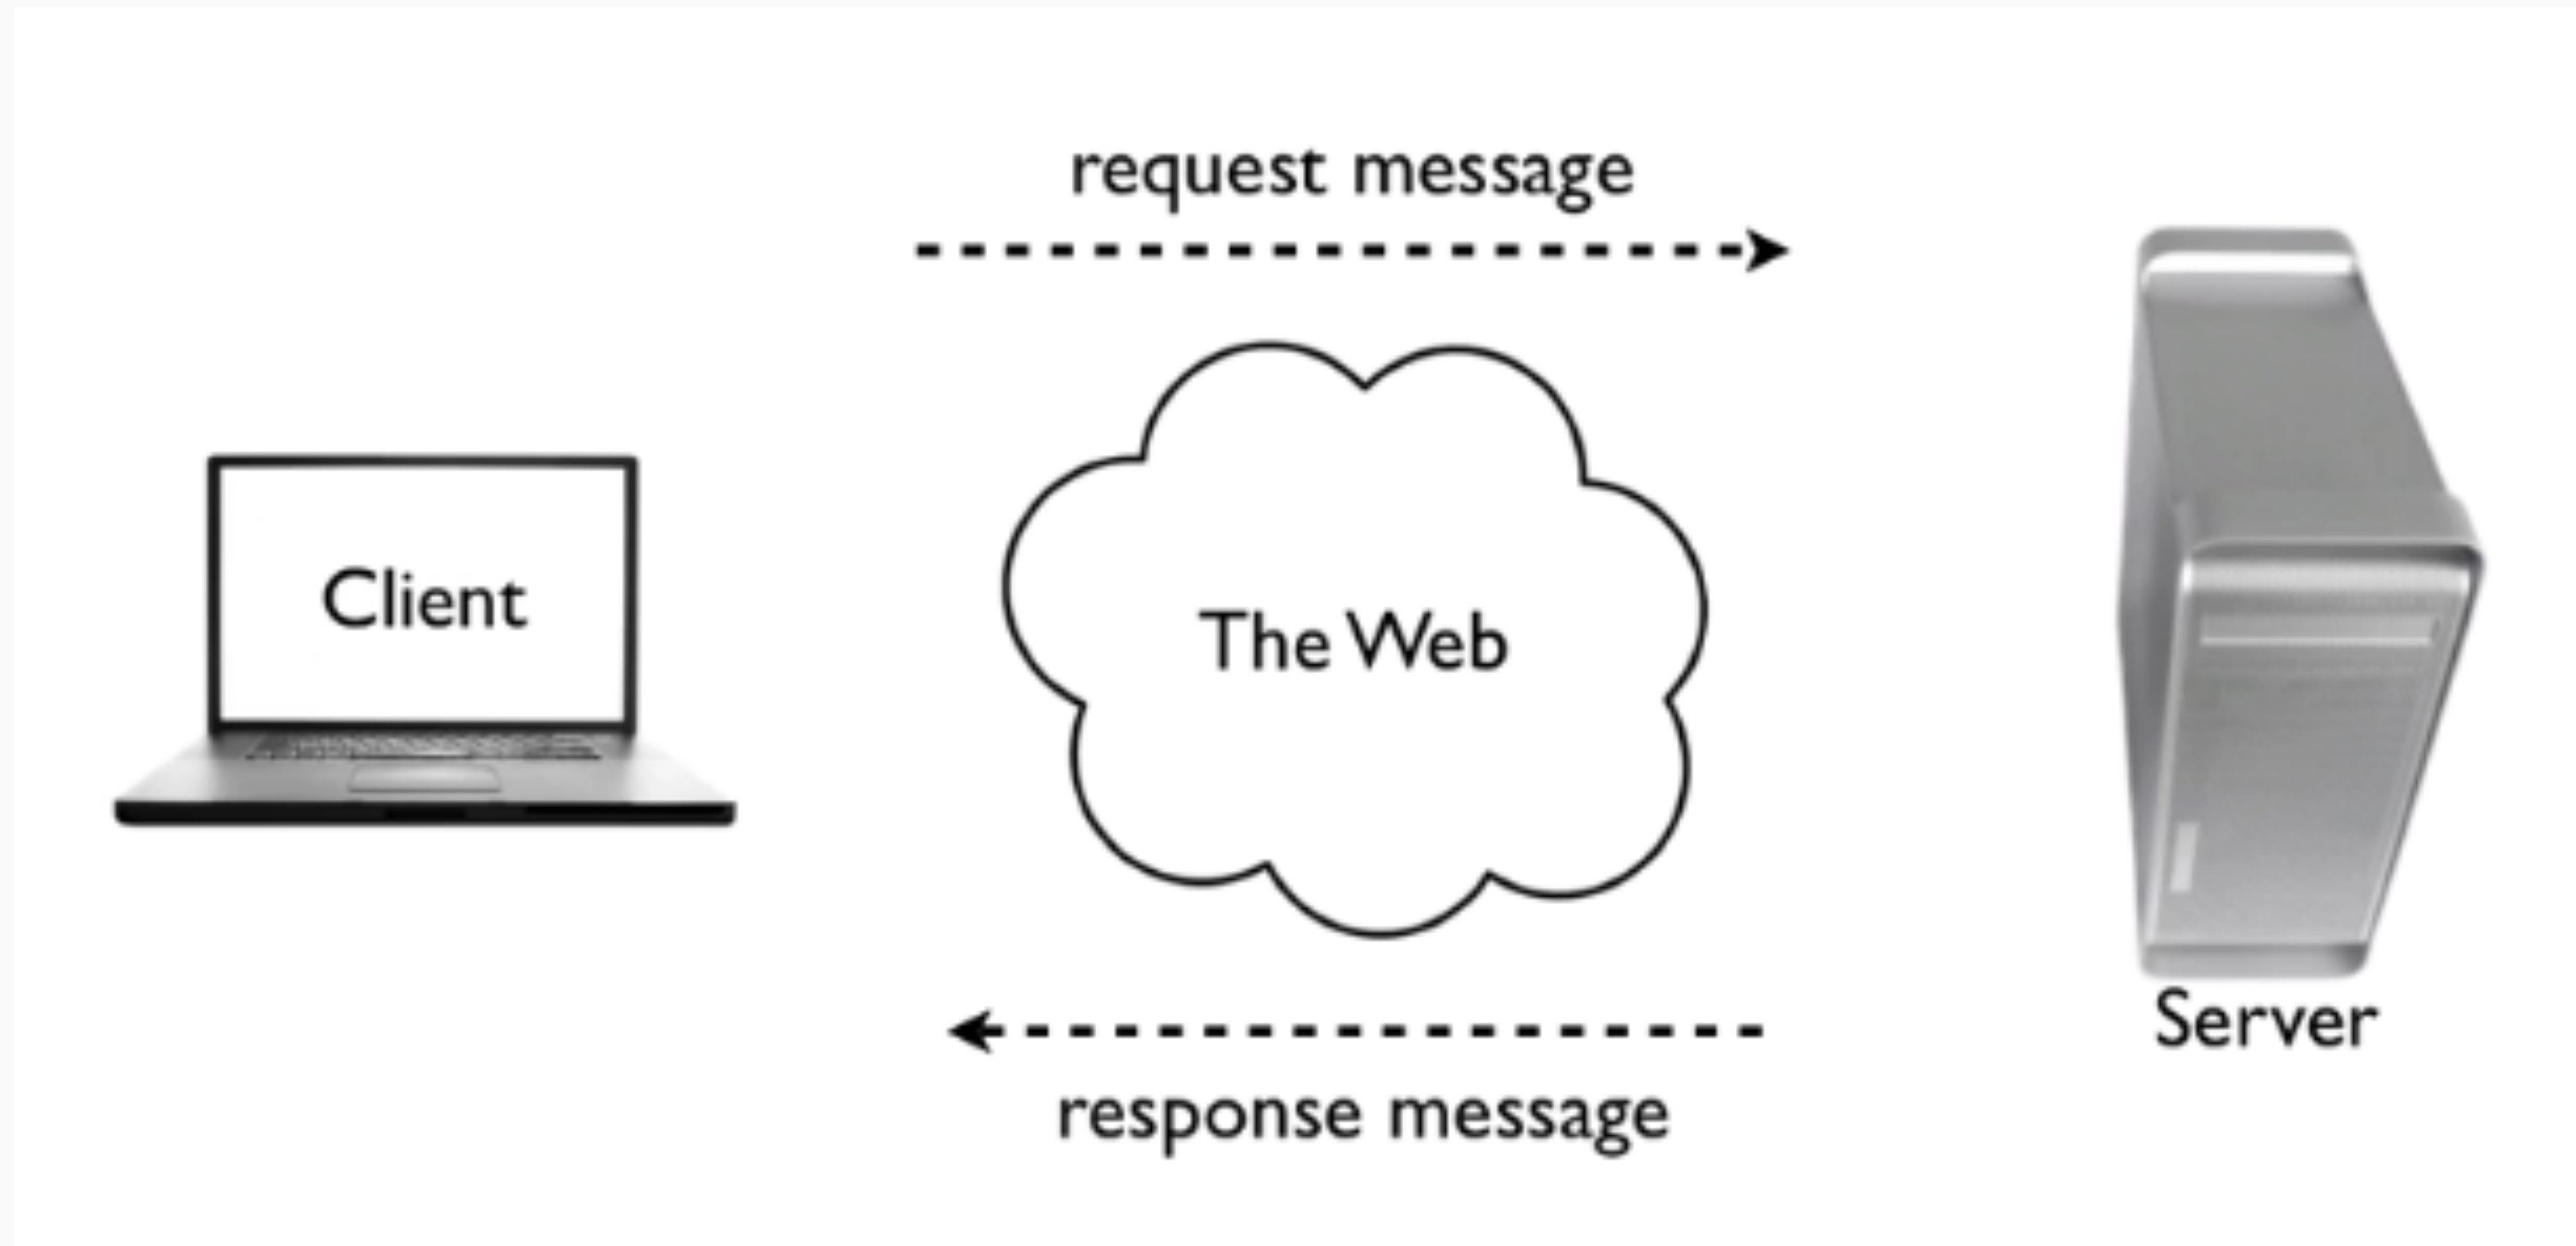 request message
Client
The Web
Server
response message